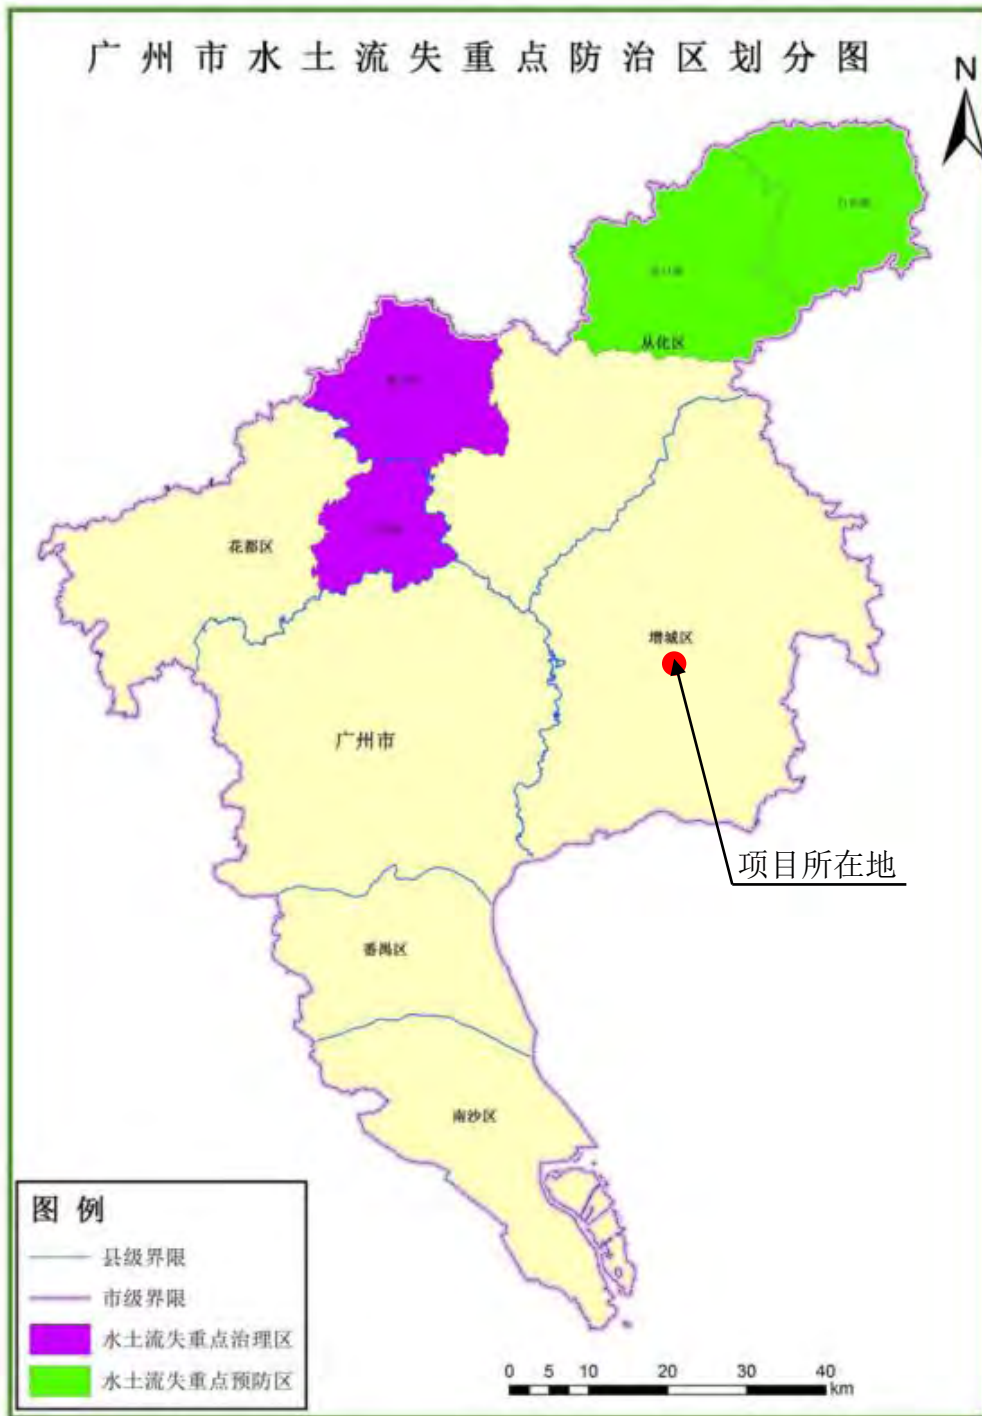 广州市水土流失重点防治区划分图
N
从化区
花都区
增城区
广州市
项目所在地
番禺区
南沙区
图例
县级界限
市级界限
水土流失重点治理区
水土流失重点预防区
0 5 10 20 30 40
km